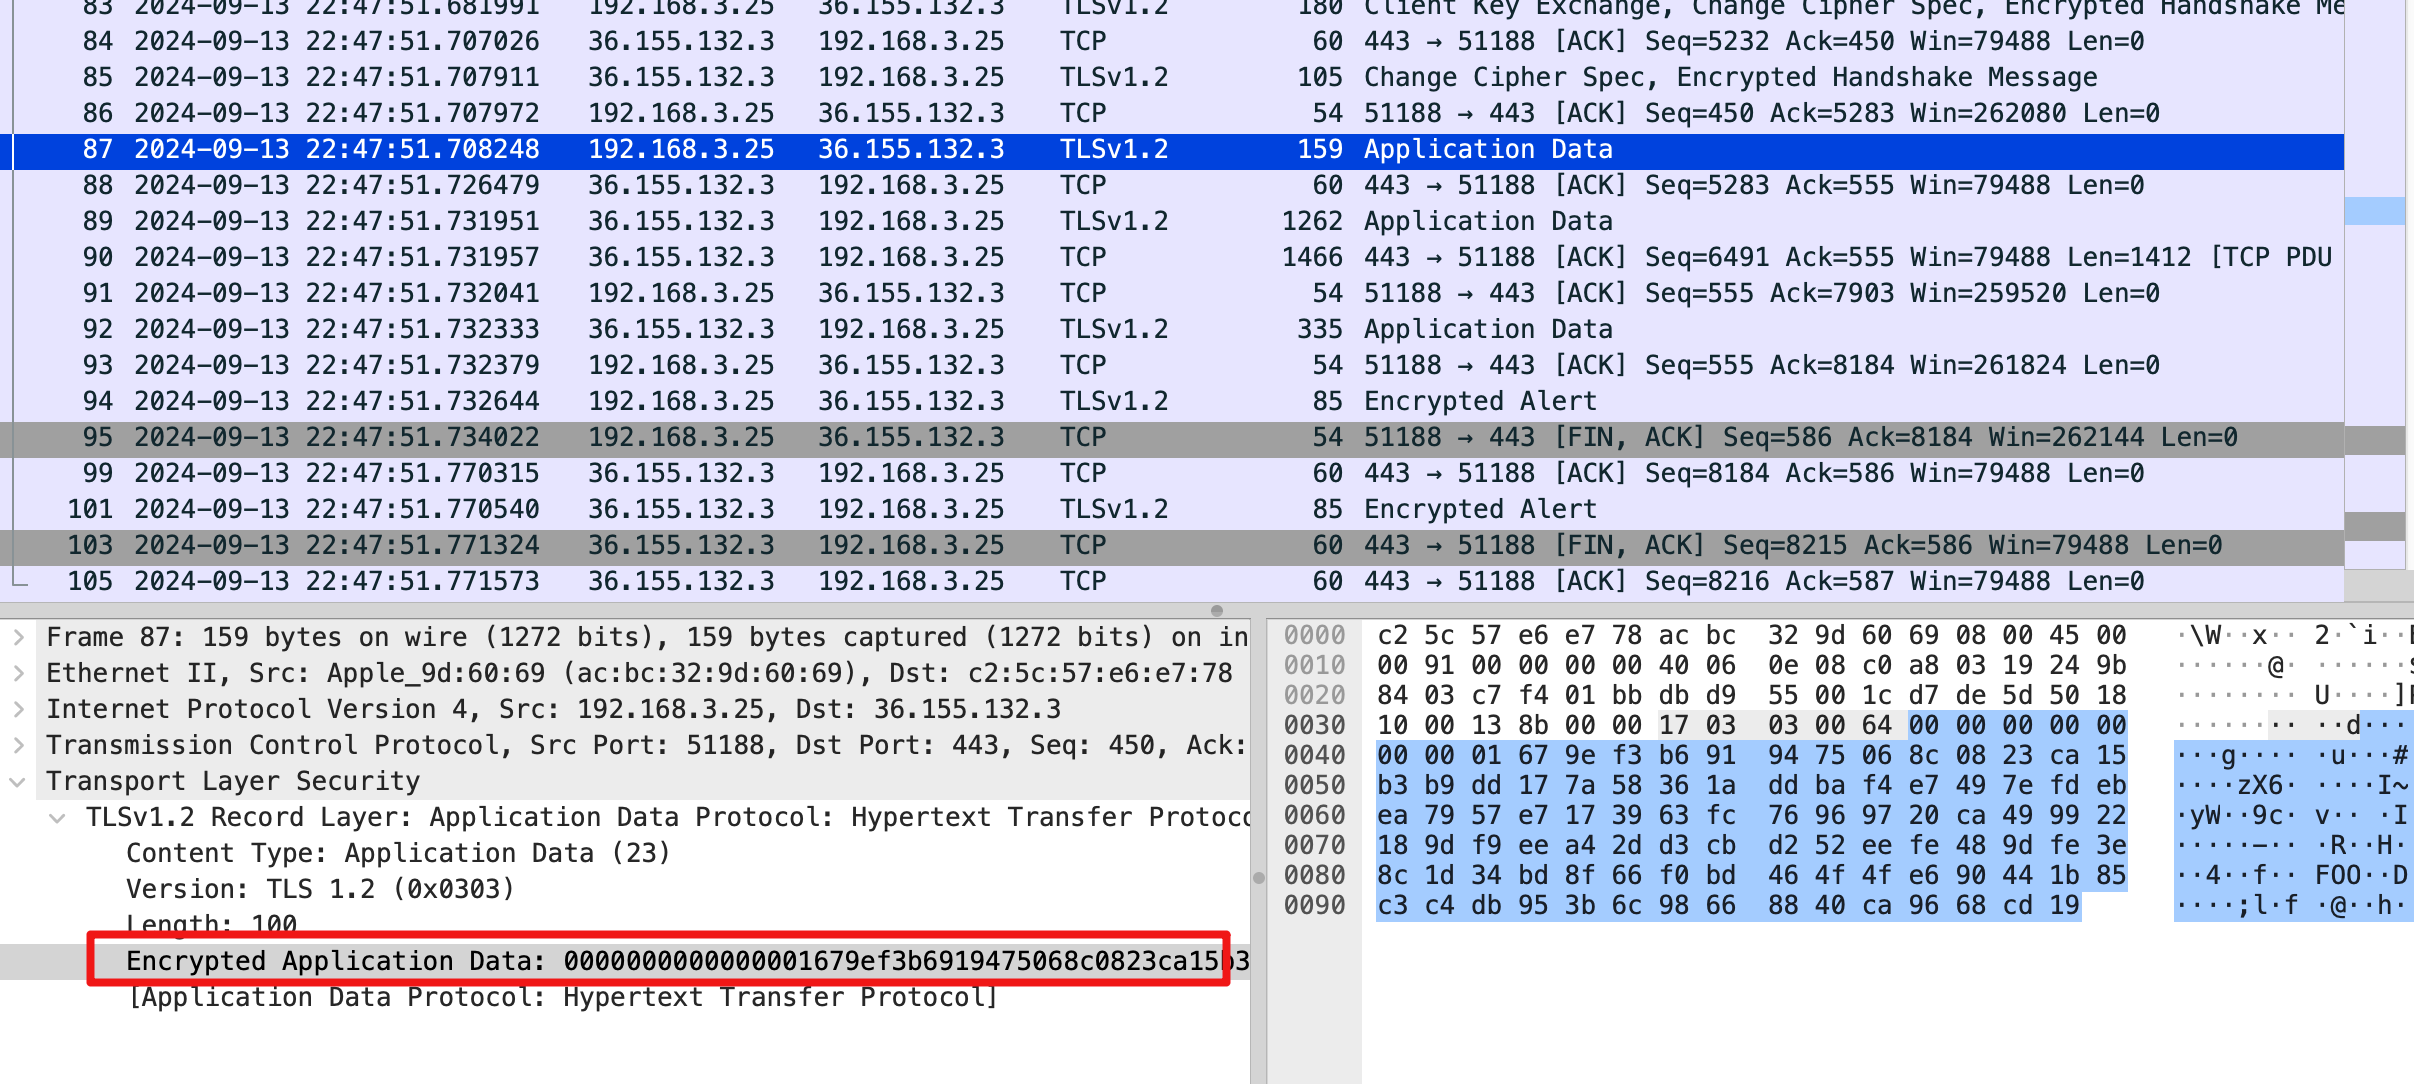 83 2024-09-13 22:47:51.681991 192.168.3.25 36.155.132.3 TLSv1.2 180 Client Key Exchange, Change Cipher Spec, Encrypted Handshake Me
84 2024-09-13 22:47:51.707026 36.155.132.3 192.168.3.25 TCP 60 443 → 51188 [ACK] Seq=5232 Ack=450 Win=79488 Len=0
85 2024-09-13 22:47:51.707911 36.155.132.3 192.168.3.25 TLSv1.2 105 Change Cipher Spec, Encrypted Handshake Message
86 2024-09-13 22:47:51.707972 192.168.3.25 36.155.132.3 TCP 54 51188 → 443 [ACK] Seq=450 Ack=5283 Win=262080 Len=0
87 2024-09-13 22:47:51.708248 192.168.3.25 36.155.132.3 TLSv1.2 159 Application Data
88 2024-09-13 22:47:51.726479 36.155.132.3 192.168.3.25 TCP 60 443 → 51188 [ACK] Seq=5283 Ack=555 Win=79488 Len=0
89 2024-09-13 22:47:51.731951 36.155.132.3 192.168.3.25 TLSv1.2 1262 Application Data
90 2024-09-13 22:47:51.731957 36.155.132.3 192.168.3.25 TCP 1466 443 → 51188 [ACK] Seq=6491 Ack=555 Win=79488 Len=1412 [TCP PDU
91 2024-09-13 22:47:51.732041 192.168.3.25 36.155.132.3 TCP 54 51188 → 443 [ACK] Seq=555 Ack=7903 Win=259520 Len=0
92 2024-09-13 22:47:51.732333 36.155.132.3 192.168.3.25 TLSv1.2 335 Application Data
93 2024-09-13 22:47:51.732379 192.168.3.25 36.155.132.3 TCP 54 51188 → 443 [ACK] Seq=555 Ack=8184 Win=261824 Len=0
94 2024-09-13 22:47:51.732644 192.168.3.25 36.155.132.3 TLSv1.2 85 Encrypted Alert
95 2024-09-13 22:47:51.734022 192.168.3.25 36.155.132.3 TCP 54 51188 → 443 [FIN, ACK] Seq=586 Ack=8184 Win=262144 Len=0
99 2024-09-13 22:47:51.770315 36.155.132.3 192.168.3.25 TCP 60 443 → 51188 [ACK] Seq=8184 Ack=586 Win=79488 Len=0
101 2024-09-13 22:47:51.770540 36.155.132.3 192.168.3.25 TLSv1.2 85 Encrypted Alert
103 2024-09-13 22:47:51.771324 36.155.132.3 192.168.3.25 TCP 60 443 → 51188 [FIN, ACK] Seq=8215 Ack=586 Win=79488 Len=0
105 2024-09-13 22:47:51.771573 36.155.132.3 192.168.3.25 TCP 60 443 → 51188 [ACK] Seq=8216 Ack=587 Win=79488 Len=0
Frame 87: 159 bytes on wire (1272 bits), 159 bytes captured (1272 bits) on in
Ethernet II, Src: Apple_9d:60:69 (ac:bc:32:9d:60:69), Dst: c2:5c:57:e6:e7:78
Internet Protocol Version 4, Src: 192.168.3.25, Dst: 36.155.132.3
Transmission Control Protocol, Src Port: 51188, Dst Port: 443, Seq: 450, Ack:
Transport Layer Security
TLSv1.2 Record Layer: Application Data Protocol: Hypertext Transfer Protoco
Content Type: Application Data (23)
Version: TLS 1.2 (0x0303)
Length: 100
Encrypted Application Data: 0000000000000001679ef3b6919475068c0823ca15b3
[Application Data Protocol: Hypertext Transfer Protocol]
0000 c2 5c 57 e6 e7 78 ac bc 32 9d 60 69 08 00 45 00 ·\W··x·· 2·`i··E
0010 00 91 00 00 00 00 40 06 0e 08 c0 a8 03 19 24 9b ······@· ······$
0020 84 03 c7 f4 01 bb db d9 55 00 1c d7 de 5d 50 18 ········ U····]P
0030 10 00 13 8b 00 00 17 03 03 00 64 00 00 00 00 00 ········ ··d····
0040 00 00 01 67 9e f3 b6 91 94 75 06 8c 08 23 ca 15 ···g···· ·u···#
0050 b3 b9 dd 17 7a 58 36 1a dd ba f4 e7 49 7e fd eb ····zX6· ····I~
0060 ea 79 57 e7 17 39 63 fc 76 96 97 20 ca 49 99 22 ·yW··9c· v·· ·I
0070 18 9d f9 ee a4 2d d3 cb d2 52 ee fe 48 9d fe 3e ·····-·· ·R··H·
0080 8c 1d 34 bd 8f 66 f0 bd 46 4f 4f e6 90 44 1b 85 ··4··f·· FOO··D
0090 c3 c4 db 95 3b 6c 98 66 88 40 ca 96 68 cd 19 ····;l·f ·@··h·